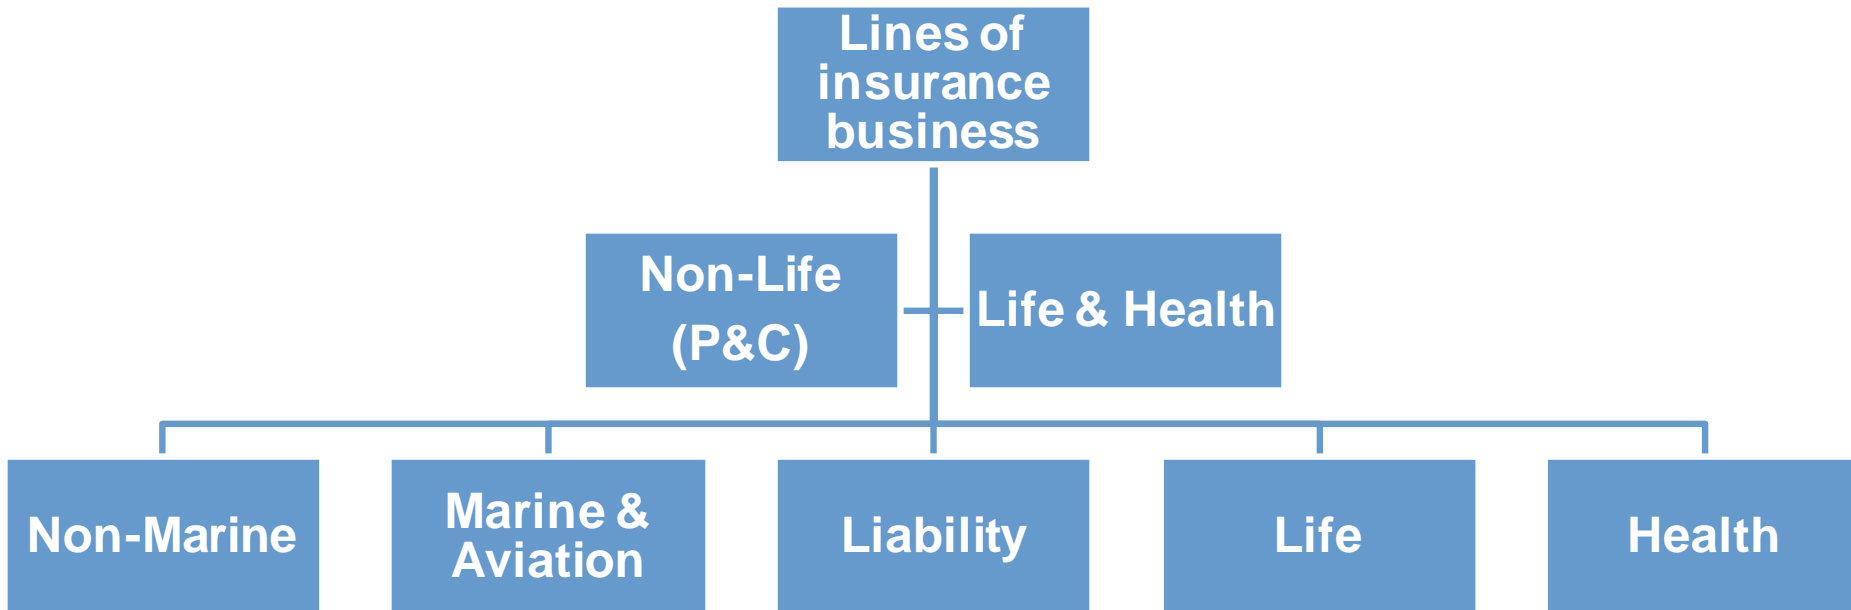 Lines of
insurance
business
Non-Life
(P&C)
Life & Health
Non-Marine
Marine &
Aviation
Liability
Life
Health